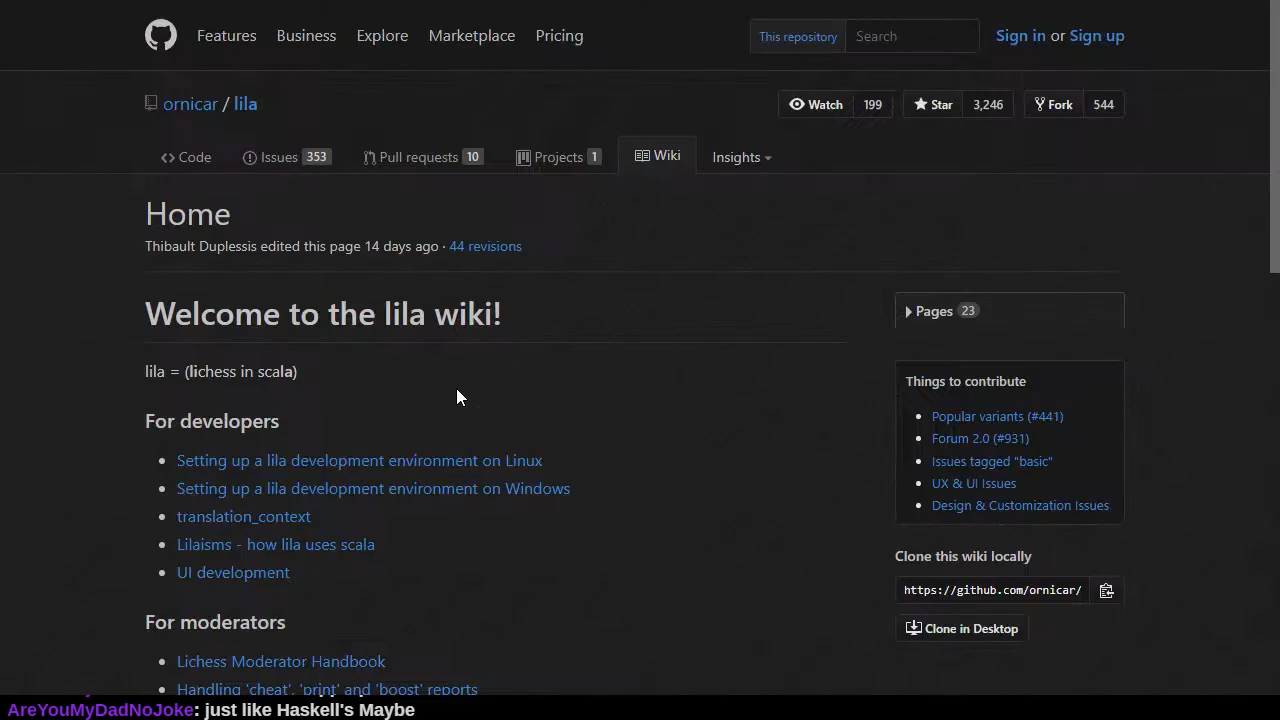 Features Business Explore Marketplace Pricing This repository Search Sign in or Sign up
ornicar / lila Watch 199 Star 3,246 Fork 544
Code Issues 353 Pull requests 10 Projects 1 Wiki Insights
Home
Thibault Duplessis edited this page 14 days ago · 44 revisions
Welcome to the lila wiki!
lila = (lichess in scala)
For developers
Setting up a lila development environment on Linux
Setting up a lila development environment on Windows
translation_context
Lilaisms - how lila uses scala
UI development
For moderators
Lichess Moderator Handbook
Handling 'cheat', 'print' and 'boost' reports
Pages 23
Things to contribute
Popular variants (#441)
Forum 2.0 (#931)
Issues tagged "basic"
UX & UI Issues
Design & Customization Issues
Clone this wiki locally
https://github.com/ornicar/
Clone in Desktop
AreYouMyDadNoJoke: just like Haskell's Maybe